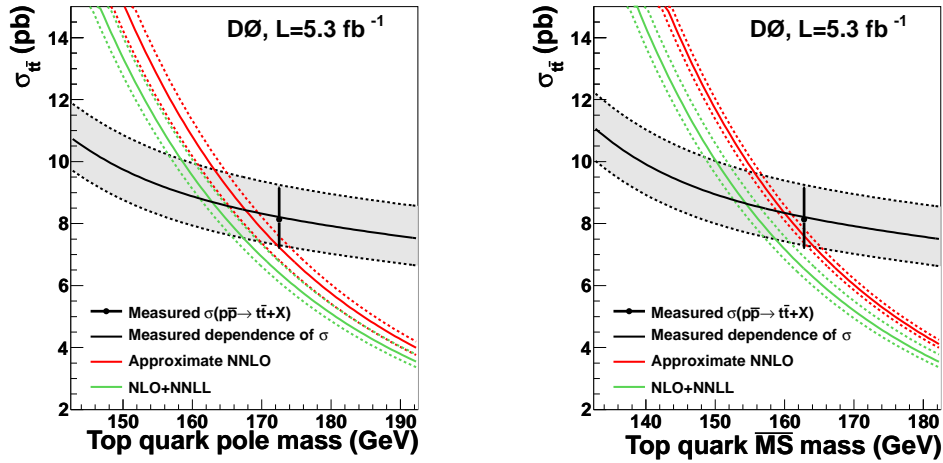 DØ, L=5.3 fb -1
σtt̄ (pb)
14
12
10
8
6
4
2
Measured σ(pp̄→ tt̄+X)
Measured dependence of σ
Approximate NNLO
NLO+NNLL
150 160 170 180 190
Top quark pole mass (GeV)
DØ, L=5.3 fb -1
σtt̄ (pb)
14
12
10
8
6
4
2
Measured σ(pp̄→ tt̄+X)
Measured dependence of σ
Approximate NNLO
NLO+NNLL
140 150 160 170 180
Top quark M̅S̅ mass (GeV)